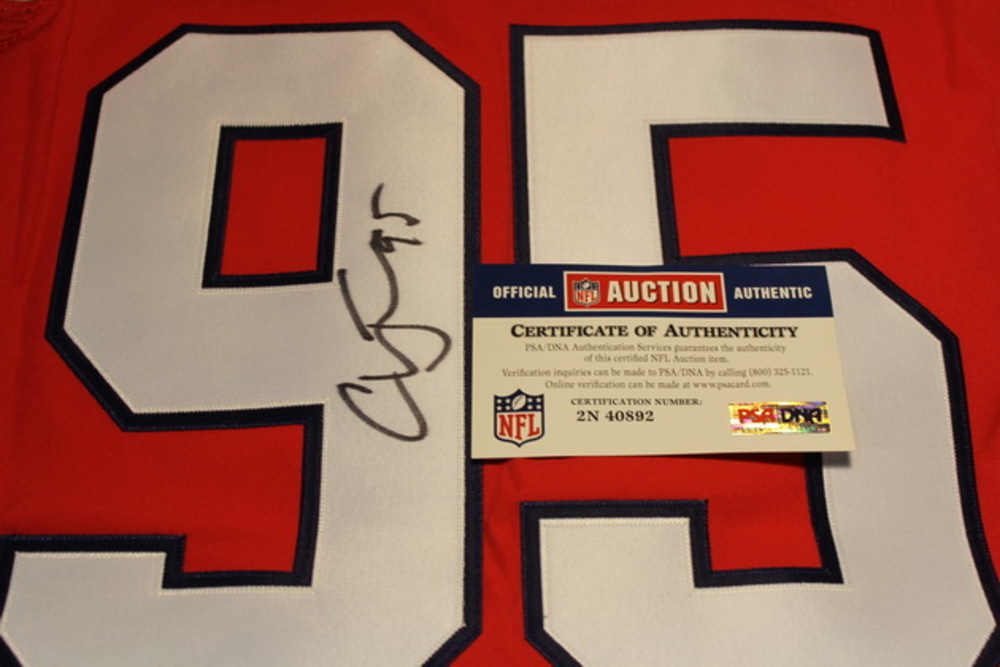 95
95
OFFICIAL NFL AUCTION AUTHENTIC
CERTIFICATE OF AUTHENTICITY
PSA/DNA Authentication Services guarantees the authenticity
of this certified NFL Auction item.
Verification inquiries can be made to PSA/DNA by calling (800) 325-1121.
Online verification can be made at www.psacard.com.
CERTIFICATION NUMBER:
2N 40892
NFL
PSA DNA